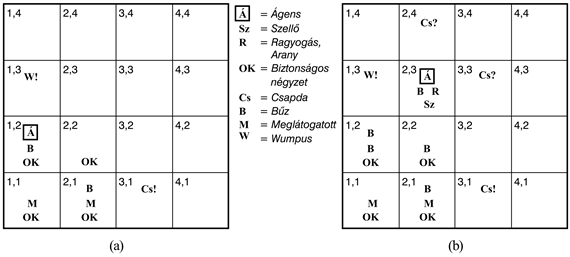 1,4 2,4 3,4 4,4
1,3 W! 2,3 3,3 4,3
1,2 Á 2,2 3,2 4,2
B
OK OK
1,1 2,1 B 3,1 Cs! 4,1
M M
OK OK
(a)
Á = Ágens
Sz = Szellő
R = Ragyogás,
Arany
OK = Biztonságos
négyzet
Cs = Csapda
B = Bűz
M = Meglátogatott
W = Wumpus
1,4 2,4 Cs? 3,4 4,4
1,3 W! 2,3 Á 3,3 Cs? 4,3
B R
Sz
1,2 2,2 3,2 4,2
B B
B OK
OK
1,1 2,1 B 3,1 Cs! 4,1
M M
OK OK
(b)